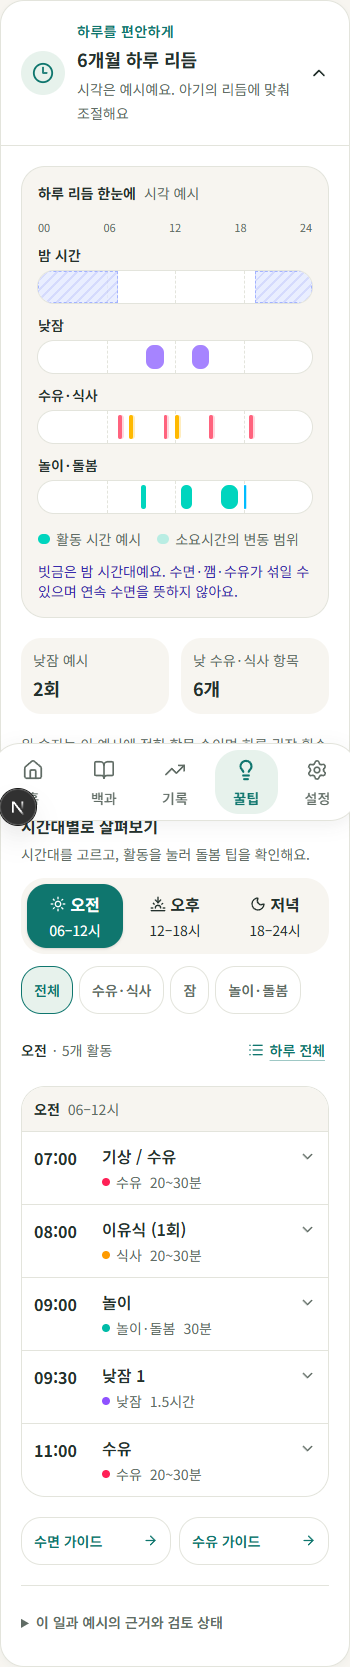 하루를 편안하게
6개월 하루 리듬
시각은 예시예요. 아기의 리듬에 맞춰
조절해요
하루 리듬 한눈에 시각 예시
00 06 12 18 24
밤 시간
낮잠
수유·식사
놀이·돌봄
활동 시간 예시 소요시간의 변동 범위
빗금은 밤 시간대예요. 수면·깸·수유가 섞일 수
있으며 연속 수면을 뜻하지 않아요.
낮잠 예시
2회
낮 수유·식사 항목
6개
N
백과
기록
꿀팁
설정
시간대별로 살펴보기
시간대를 고르고, 활동을 눌러 돌봄 팁을 확인해요.
오전
06–12시
오후
12–18시
저녁
18–24시
전체
수유·식사
잠
놀이·돌봄
오전 · 5개 활동
하루 전체
오전 06–12시
07:00 기상 / 수유
수유 20~30분
08:00 이유식 (1회)
식사 20~30분
09:00 놀이
놀이·돌봄 30분
09:30 낮잠 1
낮잠 1.5시간
11:00 수유
수유 20~30분
수면 가이드
수유 가이드
이 일과 예시의 근거와 검토 상태